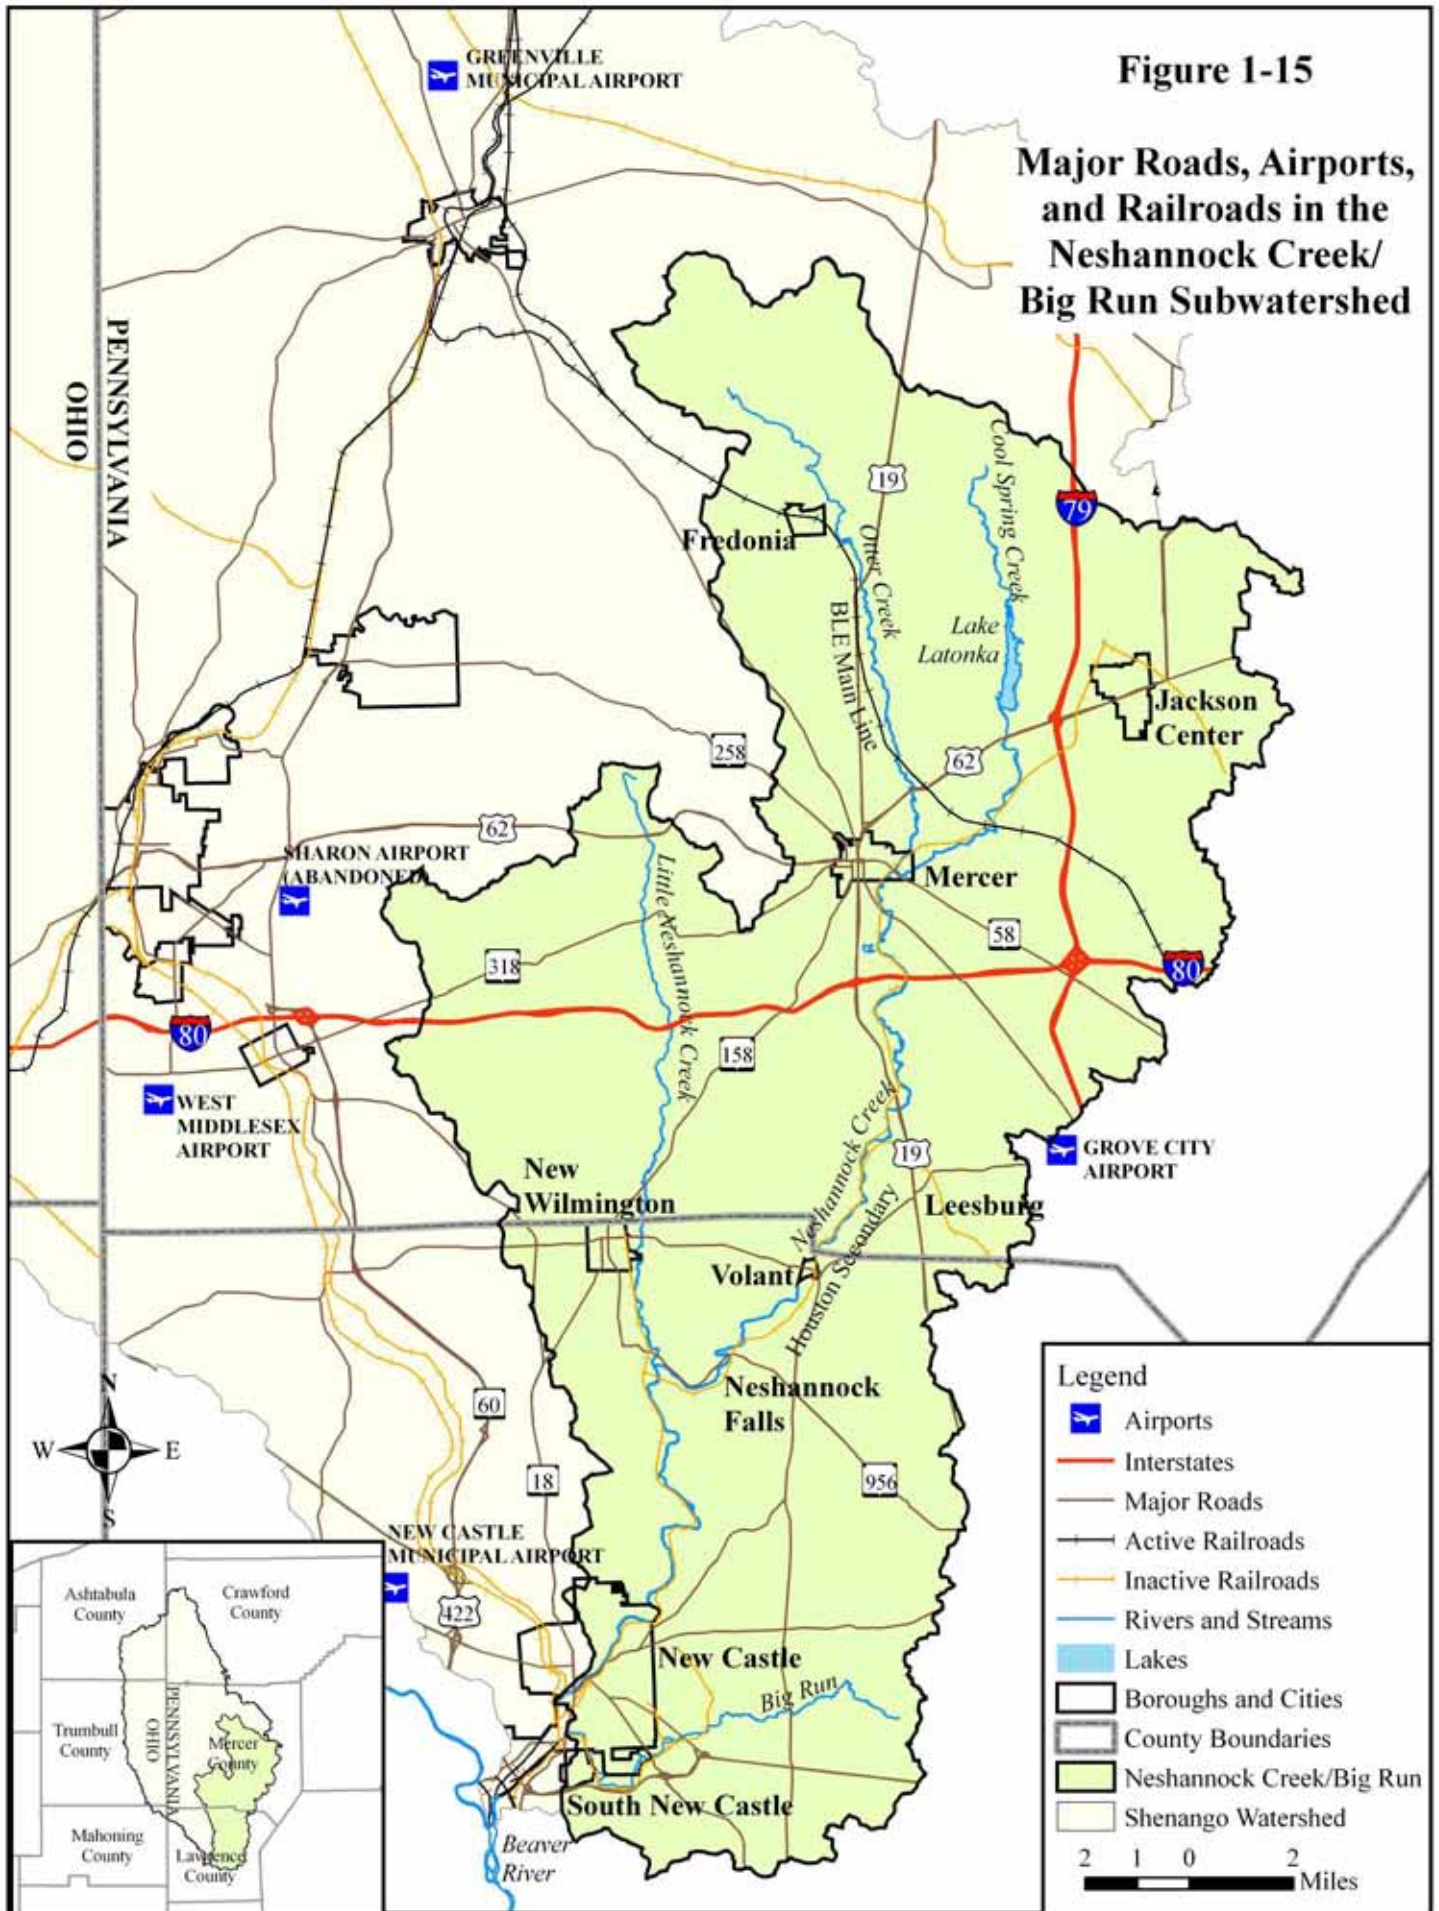 Figure 1-15
Major Roads, Airports,
and Railroads in the
Neshannock Creek/
Big Run Subwatershed
GREENVILLE
MUNICIPAL AIRPORT
PENNSYLVANIA
OHIO
19
Cool Spring Creek
79
Fredonia
Otter Creek
BLE Main Line
Lake
Latonka
Jackson
Center
258
62
62
SHARON AIRPORT
(ABANDONED)
Little Neshannock Creek
Mercer
58
318
80
80
158
WEST
MIDDLESEX
AIRPORT
Neshannock Creek
19
GROVE CITY
AIRPORT
New
Wilmington
Leesburg
Volant
Houston Secondary
Neshannock
Falls
60
18
956
N
W
E
S
NEW CASTLE
MUNICIPAL AIRPORT
422
New Castle
Big Run
South New Castle
Beaver
River
Ashtabula
County
Crawford
County
Trumbull
County
OHIO
PENNSYLVANIA
Mercer
County
Mahoning
County
Lawrence
County
Legend
Airports
Interstates
Major Roads
Active Railroads
Inactive Railroads
Rivers and Streams
Lakes
Boroughs and Cities
County Boundaries
Neshannock Creek/Big Run
Shenango Watershed
2 1 0 2
Miles